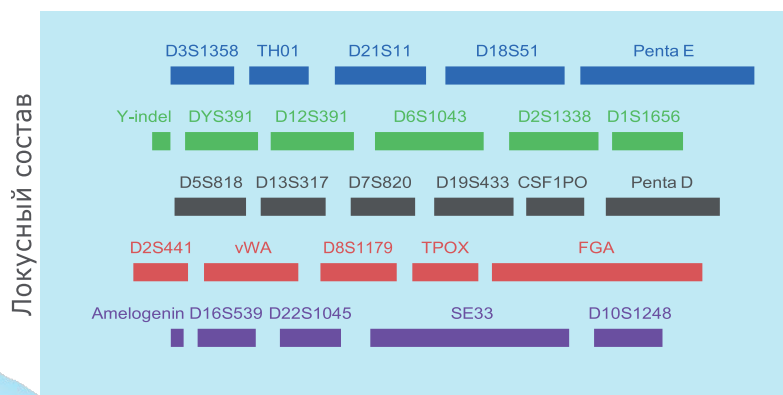 Локусный состав
D3S1358 TH01 D21S11 D18S51 Penta E
Y-indel DYS391 D12S391 D6S1043 D2S1338 D1S1656
D5S818 D13S317 D7S820 D19S433 CSF1PO Penta D
D2S441 vWA D8S1179 TPOX FGA
Amelogenin D16S539 D22S1045 SE33 D10S1248